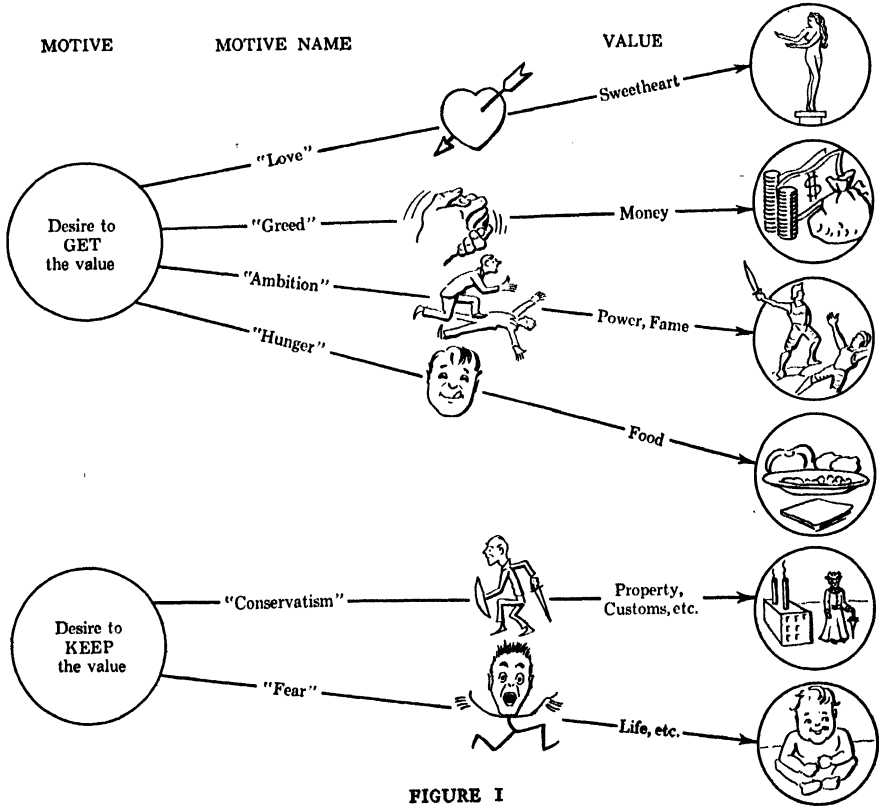 MOTIVE MOTIVE NAME VALUE
Sweetheart
"Love"
Desire to
GET
the value
"Greed"
Money
$
"Ambition"
Power, Fame
"Hunger"
Food
Desire to
KEEP
the value
"Conservatism"
Property,
Customs, etc.
"Fear"
Life, etc.
FIGURE I